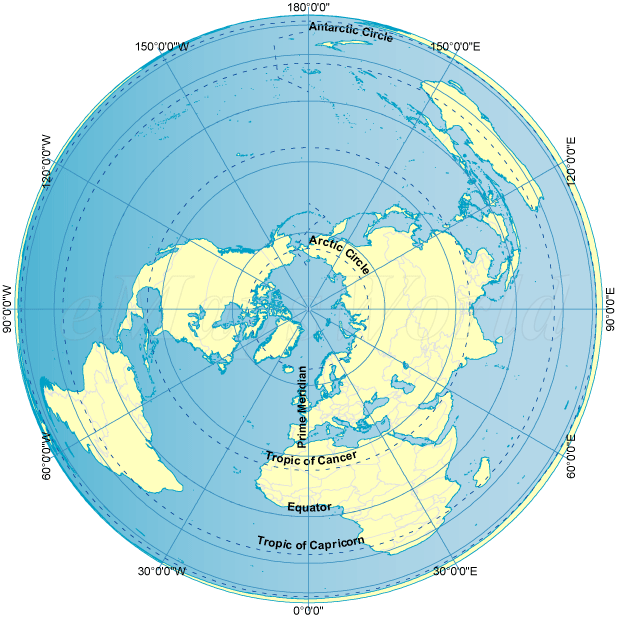 180°0'0"
Antarctic Circle
150°0'0"W
150°0'0"E
120°0'0"W
120°0'0"E
Arctic Circle
90°0'0"W
90°0'0"E
Prime Meridian
60°0'0"W
60°0'0"E
Tropic of Cancer
Equator
Tropic of Capricorn
30°0'0"W
30°0'0"E
0°0'0"